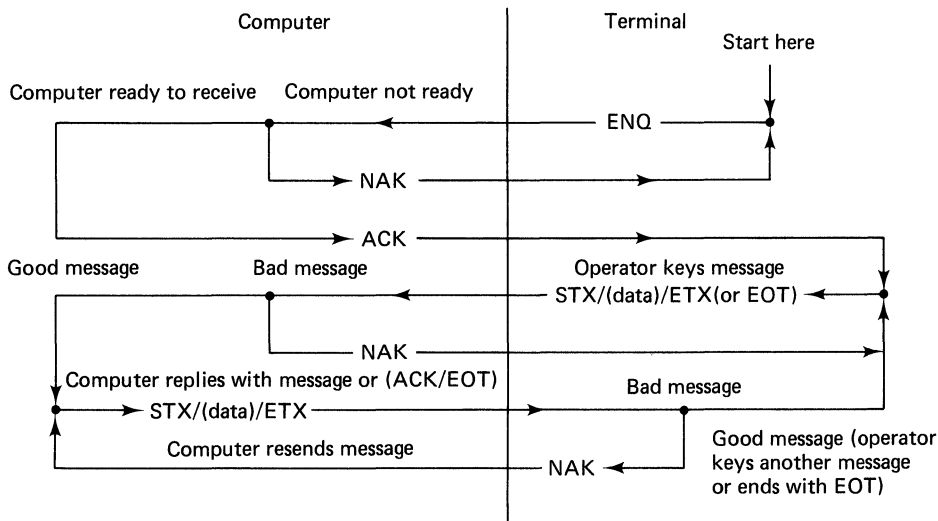 Computer
Terminal
Start here
Computer ready to receive
Computer not ready
ENQ
NAK
ACK
Good message
Bad message
Operator keys message
STX/(data)/ETX(or EOT)
NAK
Computer replies with message or (ACK/EOT)
STX/(data)/ETX
Bad message
Computer resends message
NAK
Good message (operator
keys another message
or ends with EOT)